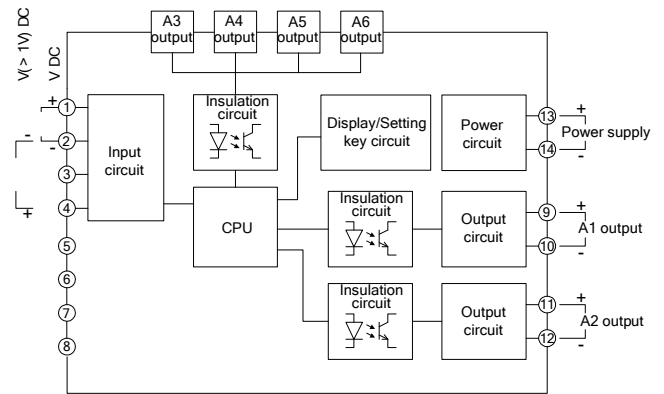 V(> 1V) DC
V DC
A3
output
A4
output
A5
output
A6
output
+
1
-
2
-
3
4
+
5
6
7
8
Input
circuit
Insulation
circuit
CPU
Display/Setting
key circuit
Power
circuit
13
+
Power supply
14
-
Insulation
circuit
Output
circuit
9
+
A1 output
10
-
Insulation
circuit
Output
circuit
11
+
A2 output
12
-